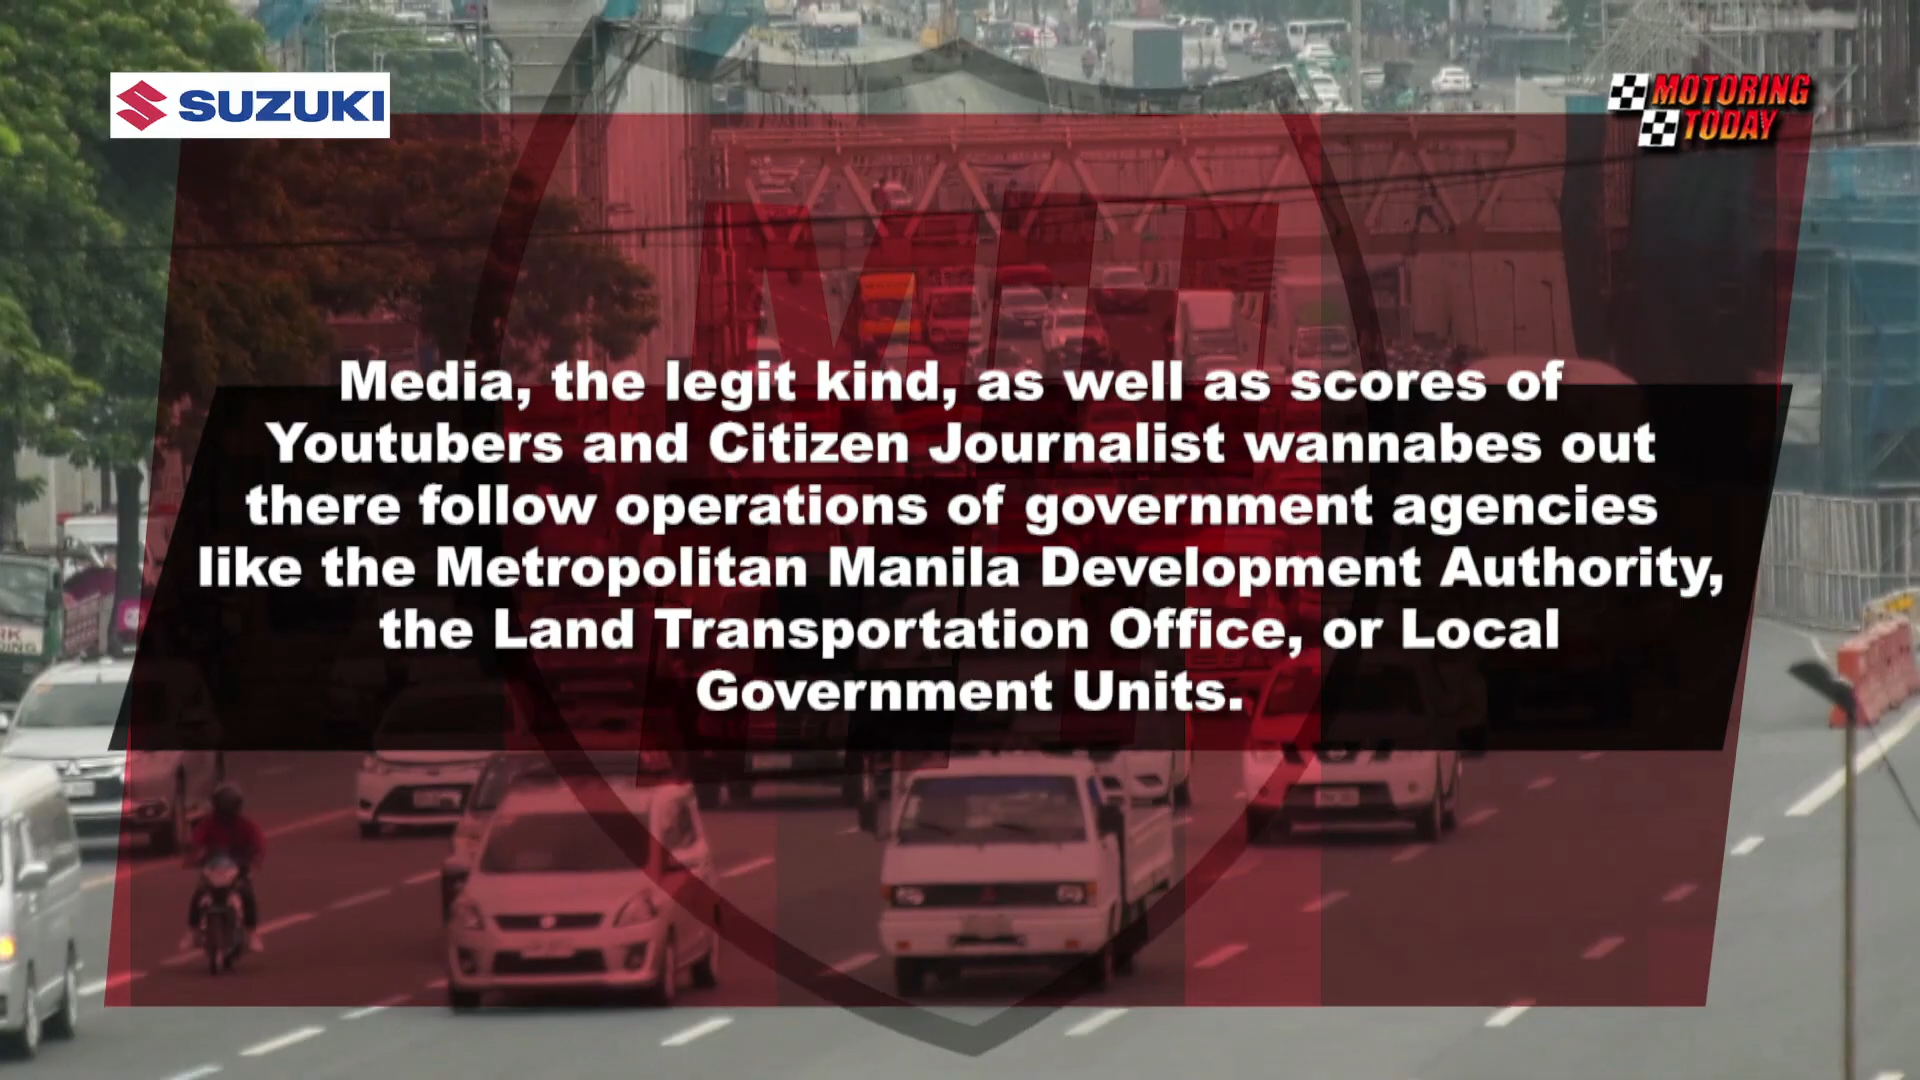 SUZUKI
MOTORING
TODAY
Media, the legit kind, as well as scores of
Youtubers and Citizen Journalist wannabes out
there follow operations of government agencies
like the Metropolitan Manila Development Authority,
the Land Transportation Office, or Local
Government Units.